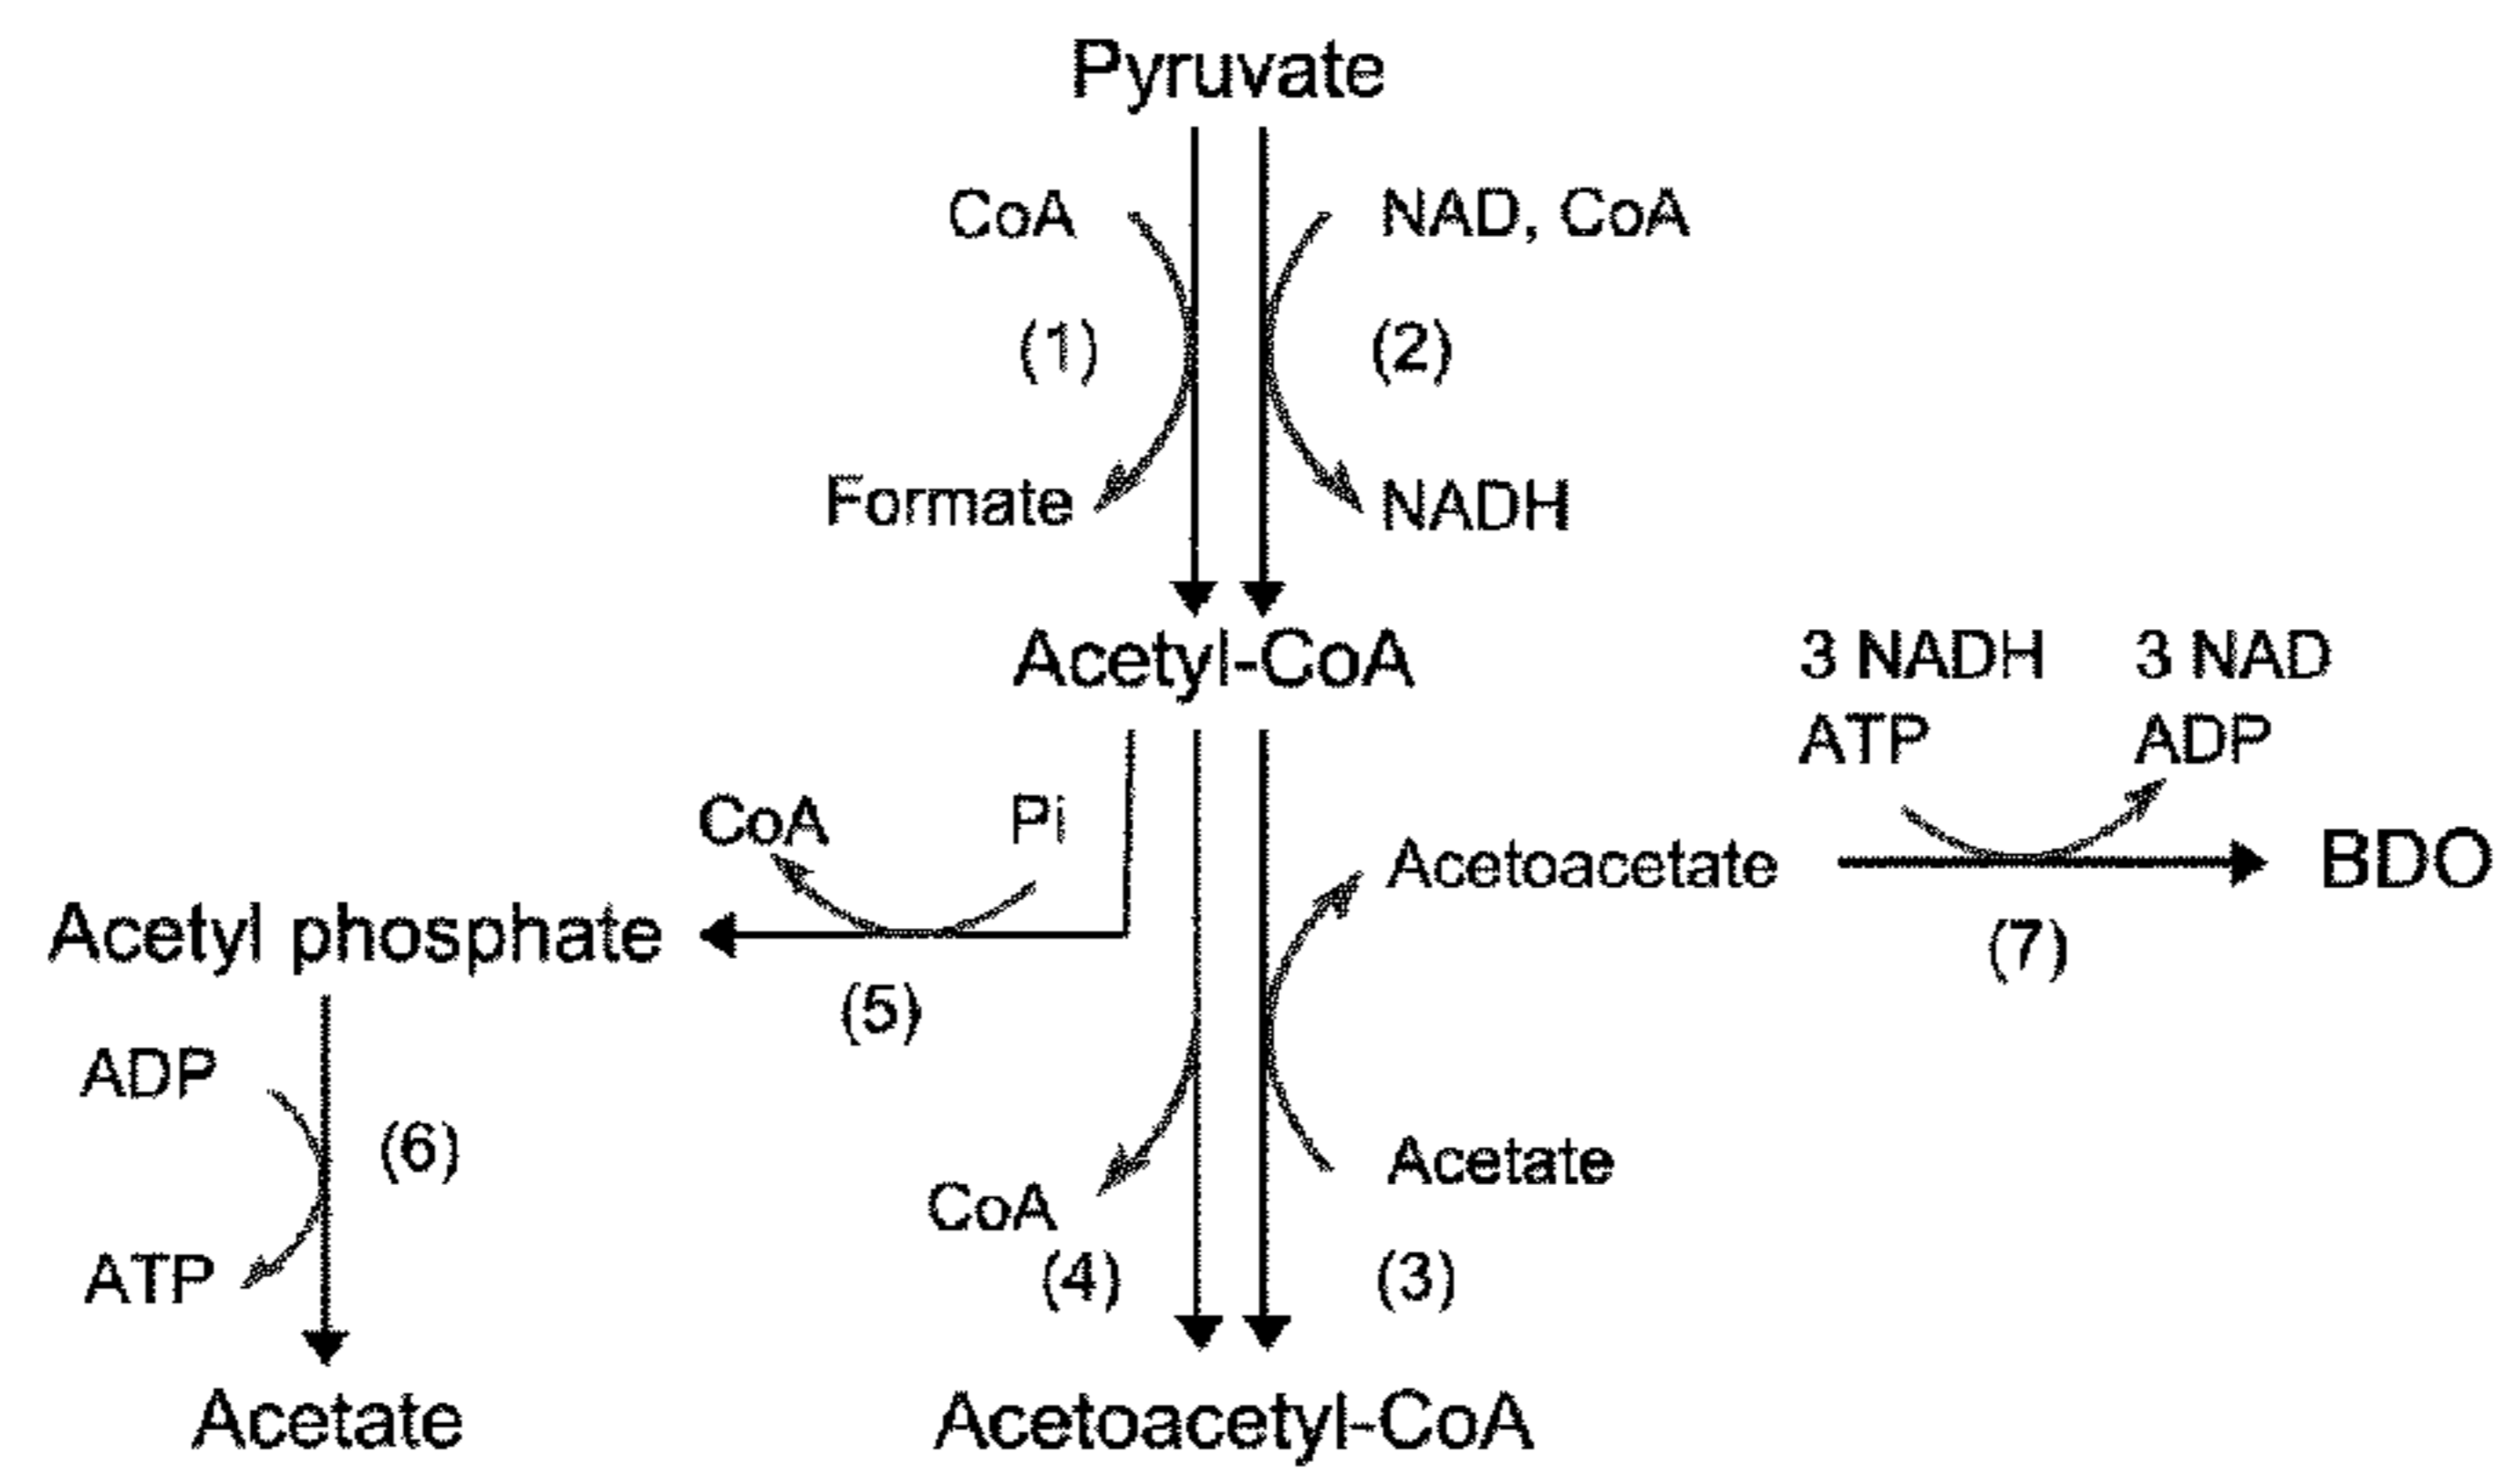 Pyruvate
CoA
NAD, CoA
(1)
(2)
Formate
NADH
Acetyl-CoA
3 NADH
3 NAD
ATP
ADP
CoA
Pi
Acetoacetate
BDO
Acetyl phosphate
(7)
(5)
ADP
(6)
Acetate
CoA
ATP
(4)
(3)
Acetate
Acetoacetyl-CoA